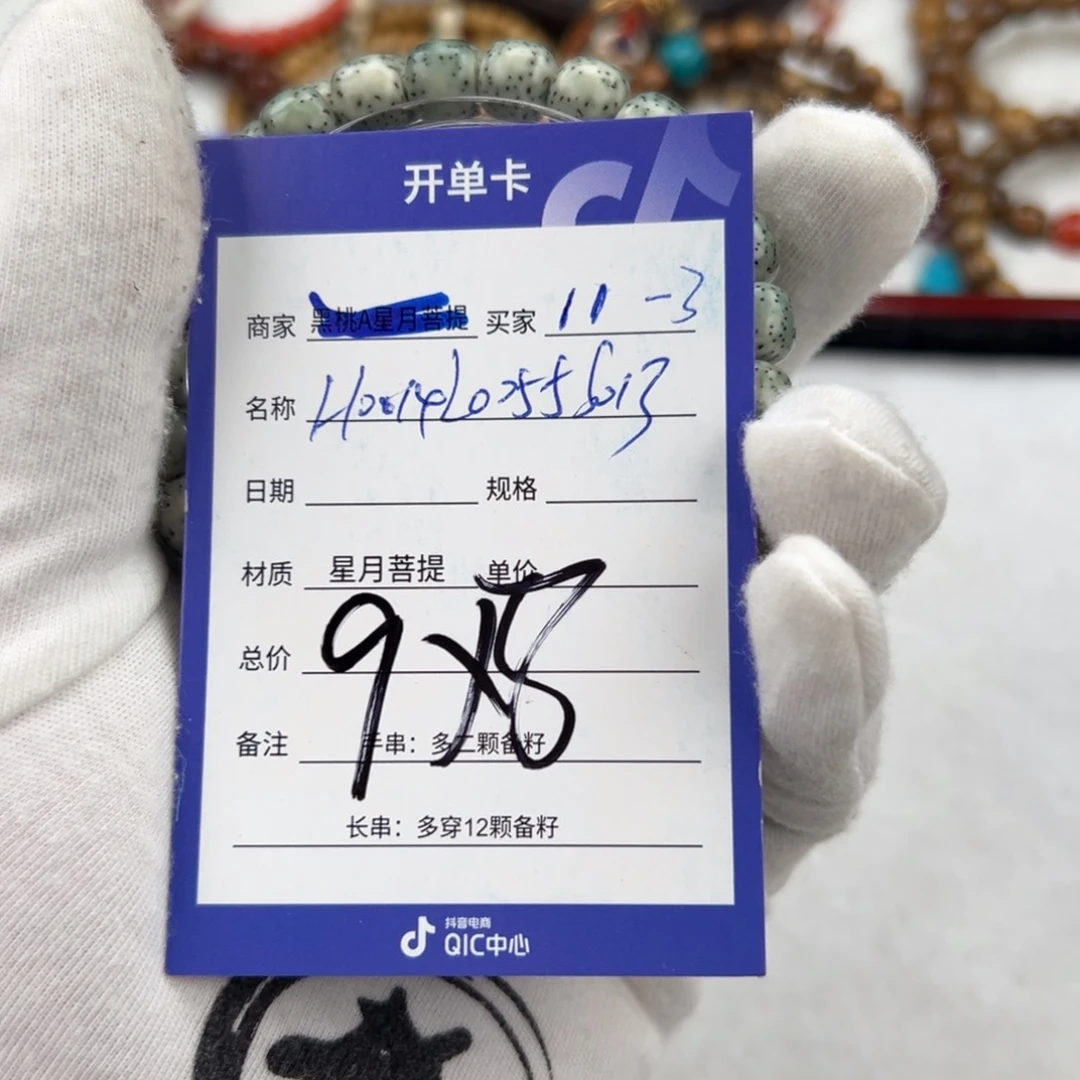 开单卡
商家 黑桃A星月菩提 买家 11-3
名称
日期 规格
材质 星月菩提 单价
总价 9x8
备注 手串：多二颗备籽
长串：多穿12颗备籽
抖音电商
QIC中心